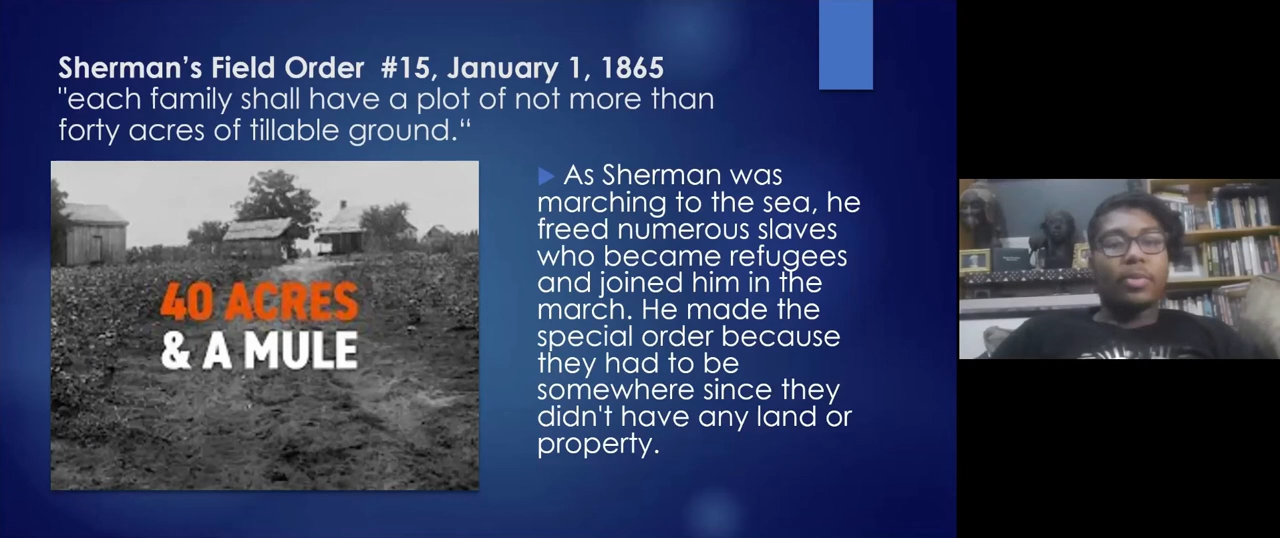 Sherman’s Field Order #15, January 1, 1865
"each family shall have a plot of not more than
forty acres of tillable ground.“
40 ACRES
& A MULE
As Sherman was
marching to the sea, he
freed numerous slaves
who became refugees
and joined him in the
march. He made the
special order because
they had to be
somewhere since they
didn't have any land or
property.